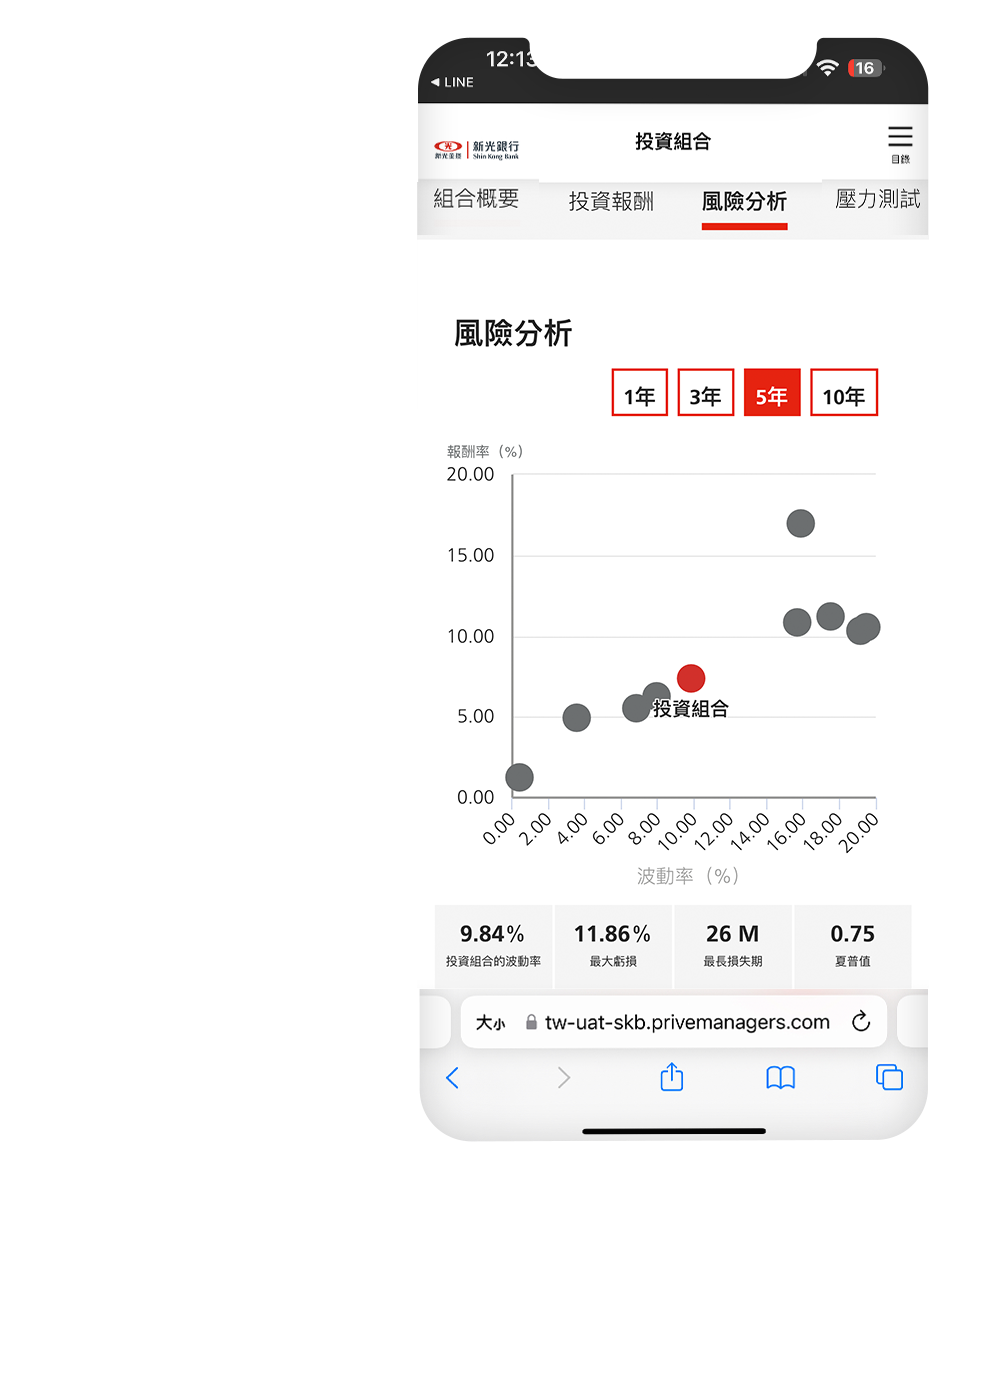 12:13
16
◀ LINE
新光金控 新光銀行
Shin Kong Bank
投資組合
目錄
組合概要 投資報酬 風險分析 壓力測試
風險分析
1年 3年 5年 10年
報酬率（%）
20.00
15.00
10.00
5.00
0.00
投資組合
0.00 2.00 4.00 6.00 8.00 10.00 12.00 14.00 16.00 18.00 20.00
波動率（%）
9.84% 11.86% 26 M 0.75
投資組合的波動率 最大虧損 最長損失期 夏普值
大小 tw-uat-skb.privemanagers.com